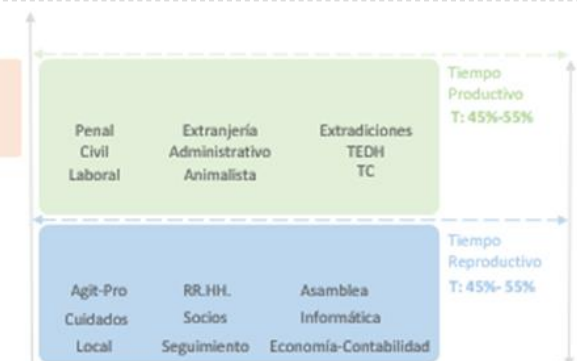 Tiempo
Productivo
T: 45%-55%
Penal Extranjería Extradiciones
Civil Administrativo TEDH
Laboral Animalista TC
Tiempo
Reproductivo
T: 45%- 55%
Agit-Pro RR.HH. Asamblea
Cuidados Socios Informática
Local Seguimiento Economía-Contabilidad